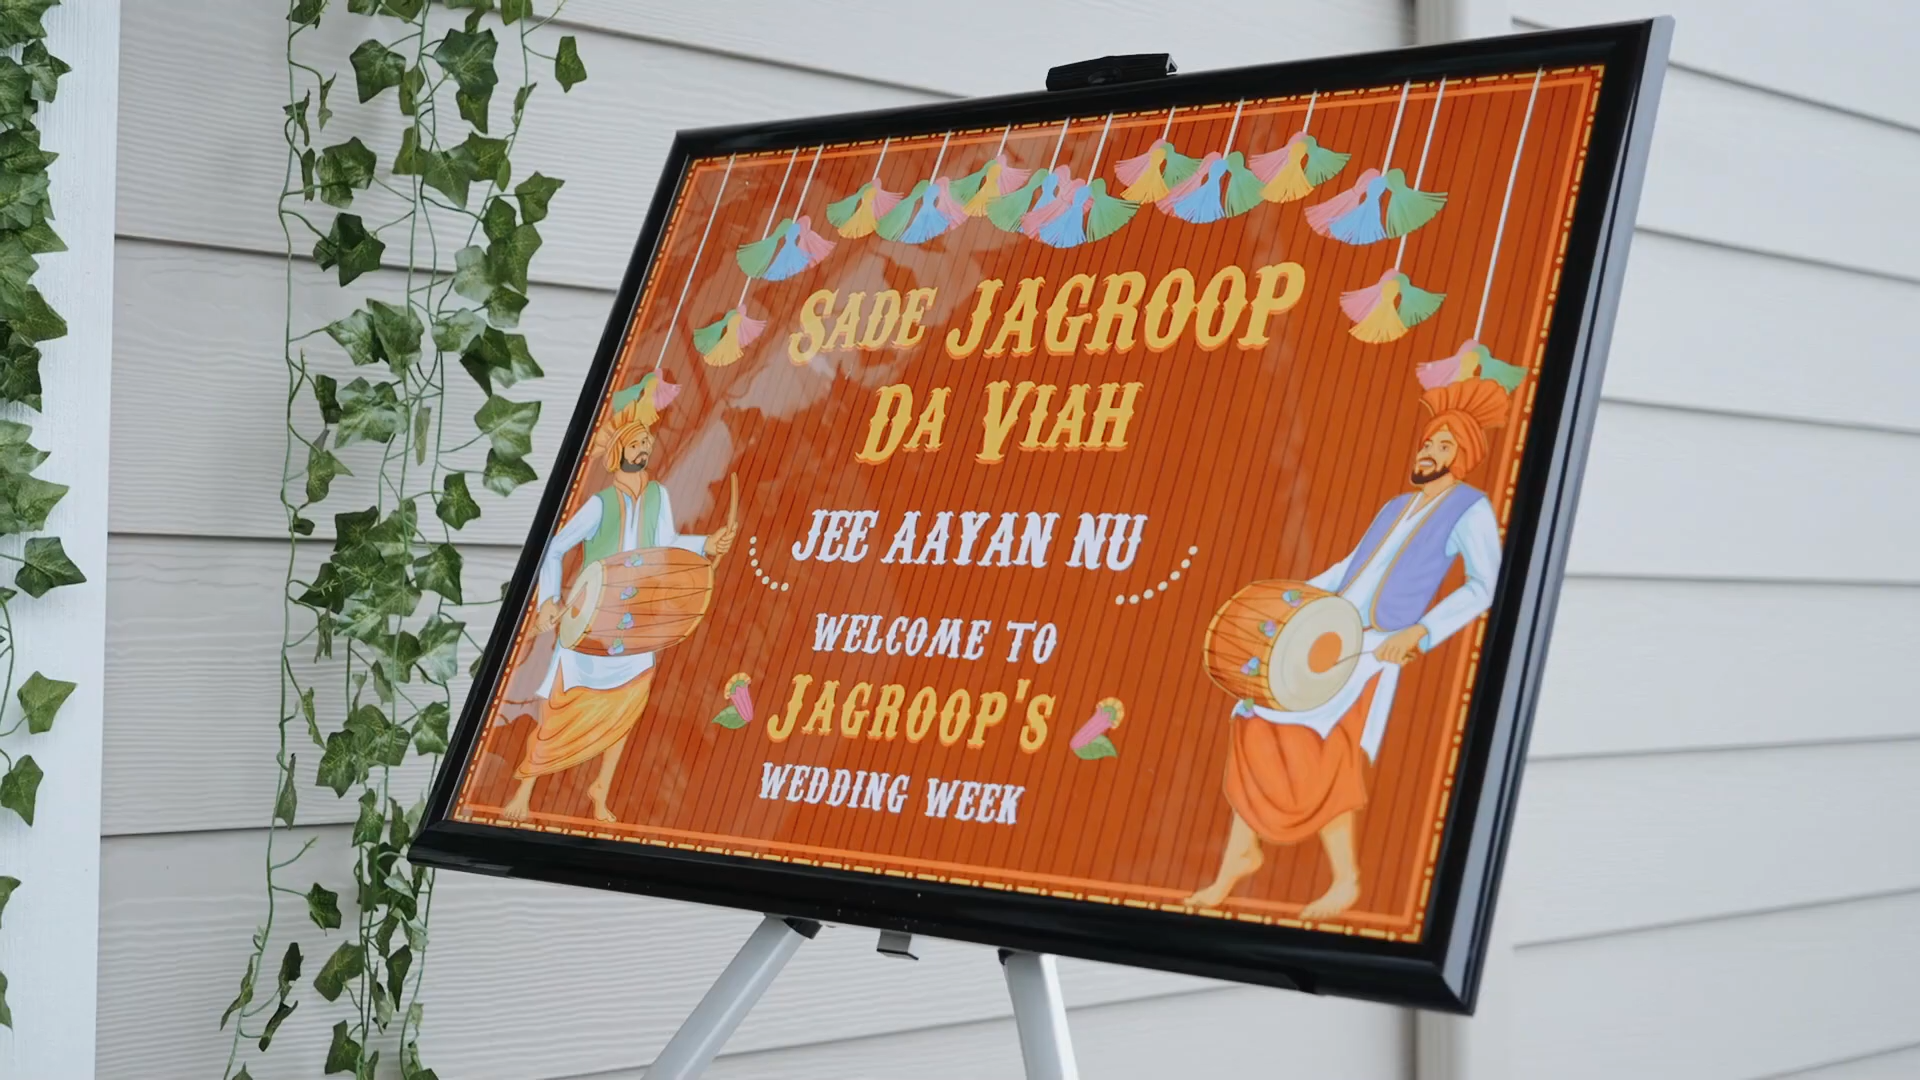 SADE JAGROOP
DA VIAH
JEE AAYAN NU
WELCOME TO
JAGROOP'S
WEDDING WEEK